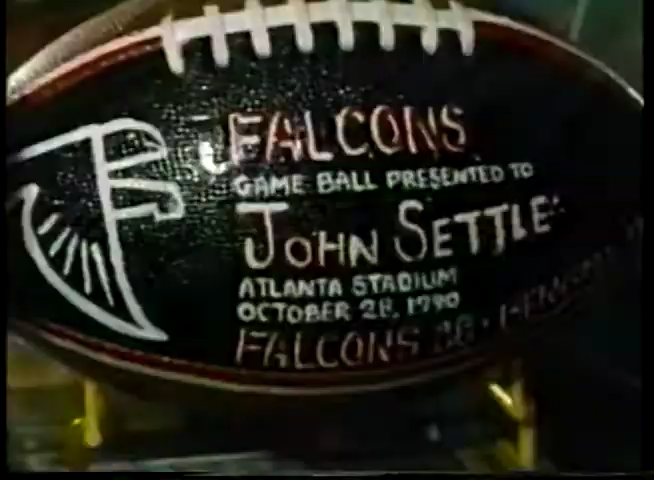 FALCONS
GAME BALL PRESENTED TO
JOHN SETTLE
ATLANTA STADIUM
OCTOBER 28, 1990
FALCONS